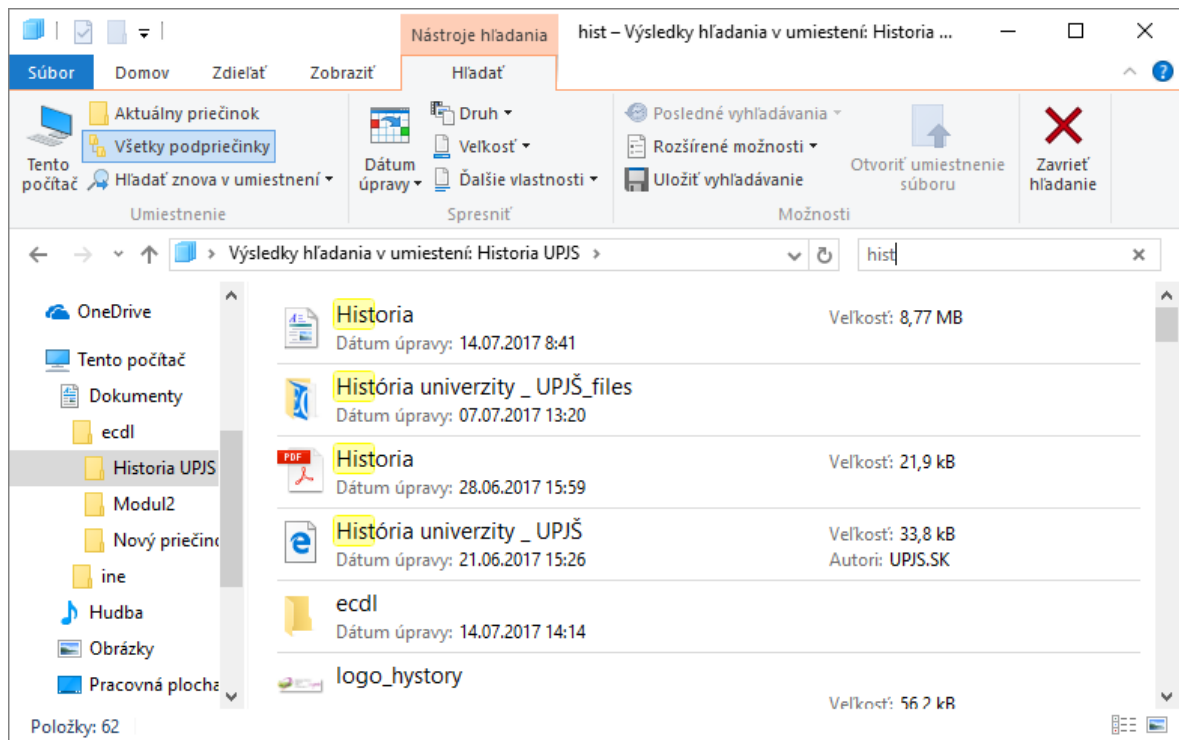 Nástroje hľadania
hist – Výsledky hľadania v umiestení: Historia ...
Súbor Domov Zdieľať Zobraziť Hľadať
Tento počítač
Aktuálny priečinok
Všetky podpriečinky
Hľadať znova v umiestnení
Umiestnenie
Dátum úpravy
Druh
Veľkosť
Ďalšie vlastnosti
Spresniť
Posledné vyhľadávania
Rozšírené možnosti
Uložiť vyhľadávanie
Otvoriť umiestnenie súboru
Možnosti
Zavrieť hľadanie
Výsledky hľadania v umiestení: Historia UPJS
hist
OneDrive
Tento počítač
Dokumenty
ecdl
Historia UPJS
Modul2
Nový priečin
ine
Hudba
Obrázky
Pracovná plocha
Historia
Veľkosť: 8,77 MB
Dátum úpravy: 14.07.2017 8:41
História univerzity _ UPJŠ_files
Dátum úpravy: 07.07.2017 13:20
PDF
Historia
Veľkosť: 21,9 kB
Dátum úpravy: 28.06.2017 15:59
História univerzity _ UPJŠ
Veľkosť: 33,8 kB
Dátum úpravy: 21.06.2017 15:26
Autori: UPJS.SK
ecdl
Dátum úpravy: 14.07.2017 14:14
logo_hystory
Veľkosť: 56,2 kB
Položky: 62